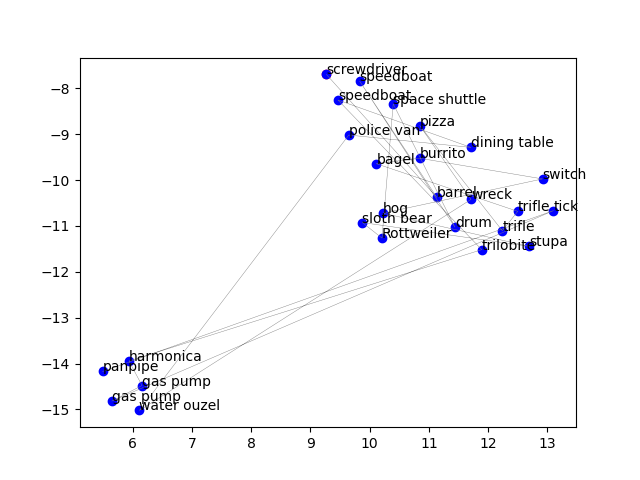 screwdriver
speedboat
speedboat
space shuttle
pizza
police van
dining table
burrito
bagel
switch
barrel
wreck
hog
trifle
tick
sloth bear
drum
trifle
Rottweiler
trilobite
stupa
harmonica
panpipe
gas pump
gas pump
water ouzel
−8
−9
−10
−11
−12
−13
−14
−15
6 7 8 9 10 11 12 13